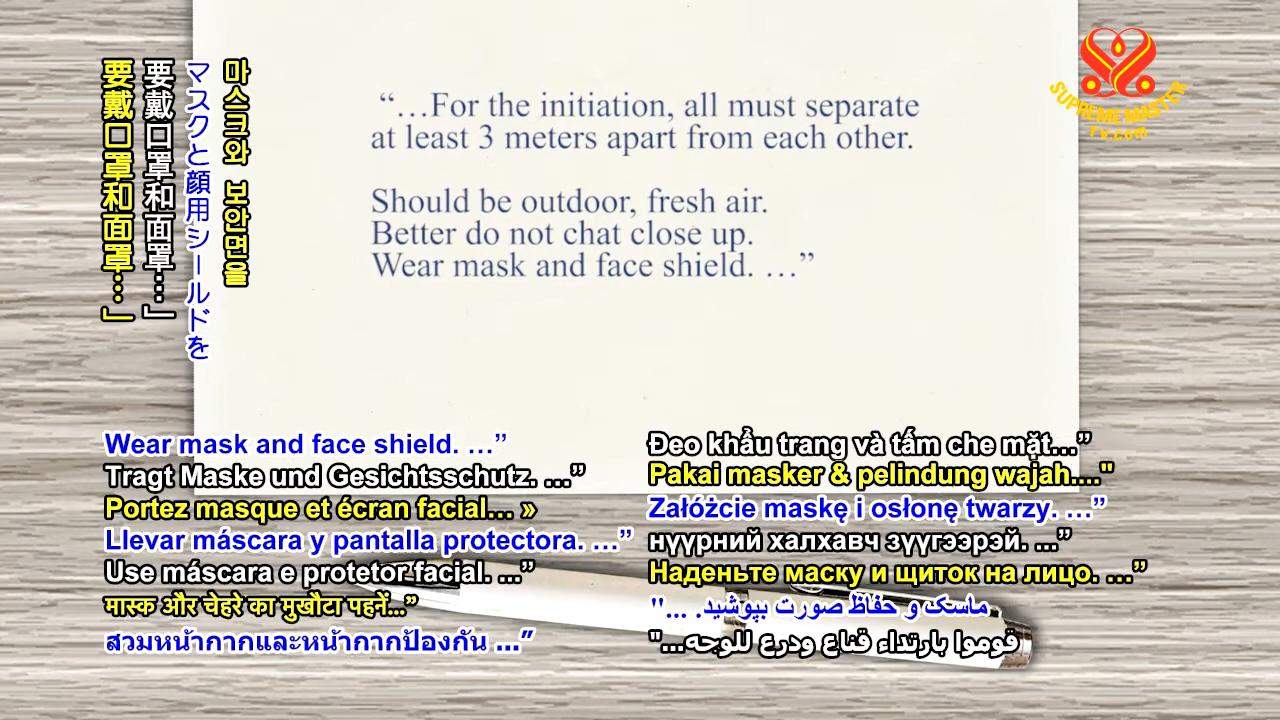 “…For the initiation, all must separate
at least 3 meters apart from each other.
Should be outdoor, fresh air.
Better do not chat close up.
Wear mask and face shield. …”
SUPREME MASTER
TV.com
마스크와 보안면을
マスクと顔用シールドを
要戴口罩和面罩…」
要戴口罩和面罩…」
Wear mask and face shield. …”
Tragt Maske und Gesichtsschutz. …”
Portez masque et écran facial… »
Llevar máscara y pantalla protectora. …”
Use máscara e protetor facial. ...”
मास्क और चेहरे का मुखौटा पहनें...”
สวมหน้ากากและหน้ากากป้องกัน ...”
Đeo khẩu trang và tấm che mặt…”
Pakai masker & pelindung wajah...."
Załóżcie maskę i osłonę twarzy. …”
нүүрний халхавч зүүгээрэй. ...”
Наденьте маску и щиток на лицо. …”
ماسک و حفاظ صورت بپوشید. ..."
قوموا بارتداء قناع ودرع للوجه..."